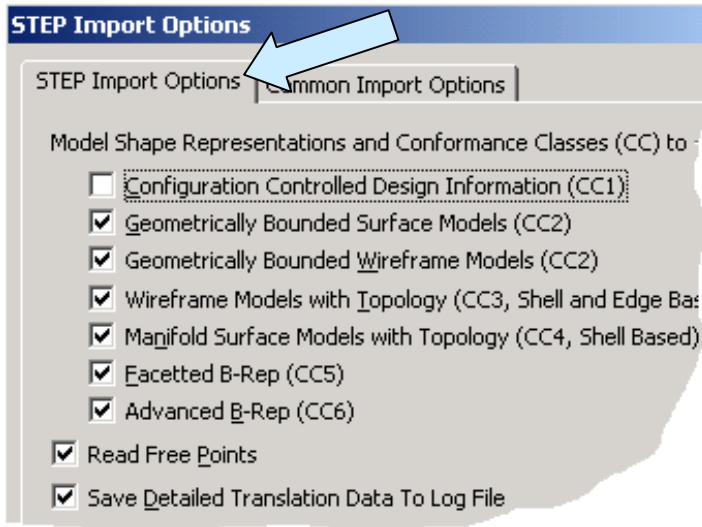 STEP Import Options
STEP Import Options
Common Import Options
Model Shape Representations and Conformance Classes (CC) to
Configuration Controlled Design Information (CC1)
Geometrically Bounded Surface Models (CC2)
Geometrically Bounded Wireframe Models (CC2)
Wireframe Models with Topology (CC3, Shell and Edge Bas
Manifold Surface Models with Topology (CC4, Shell Based)
Facetted B-Rep (CC5)
Advanced B-Rep (CC6)
Read Free Points
Save Detailed Translation Data To Log File